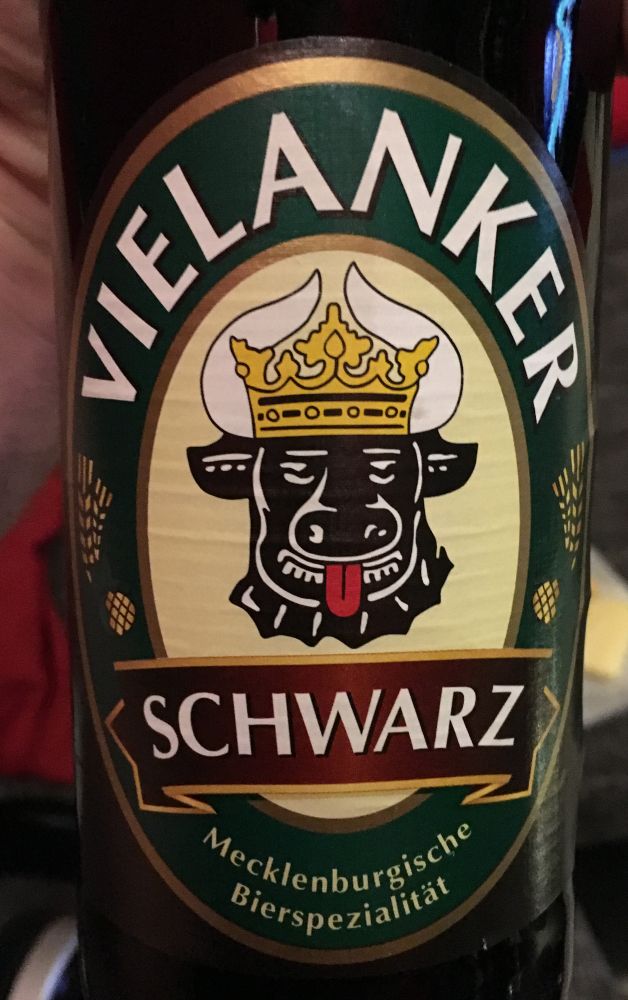 VIELANKER
SCHWARZ
Mecklenburgische
Bierspezialität